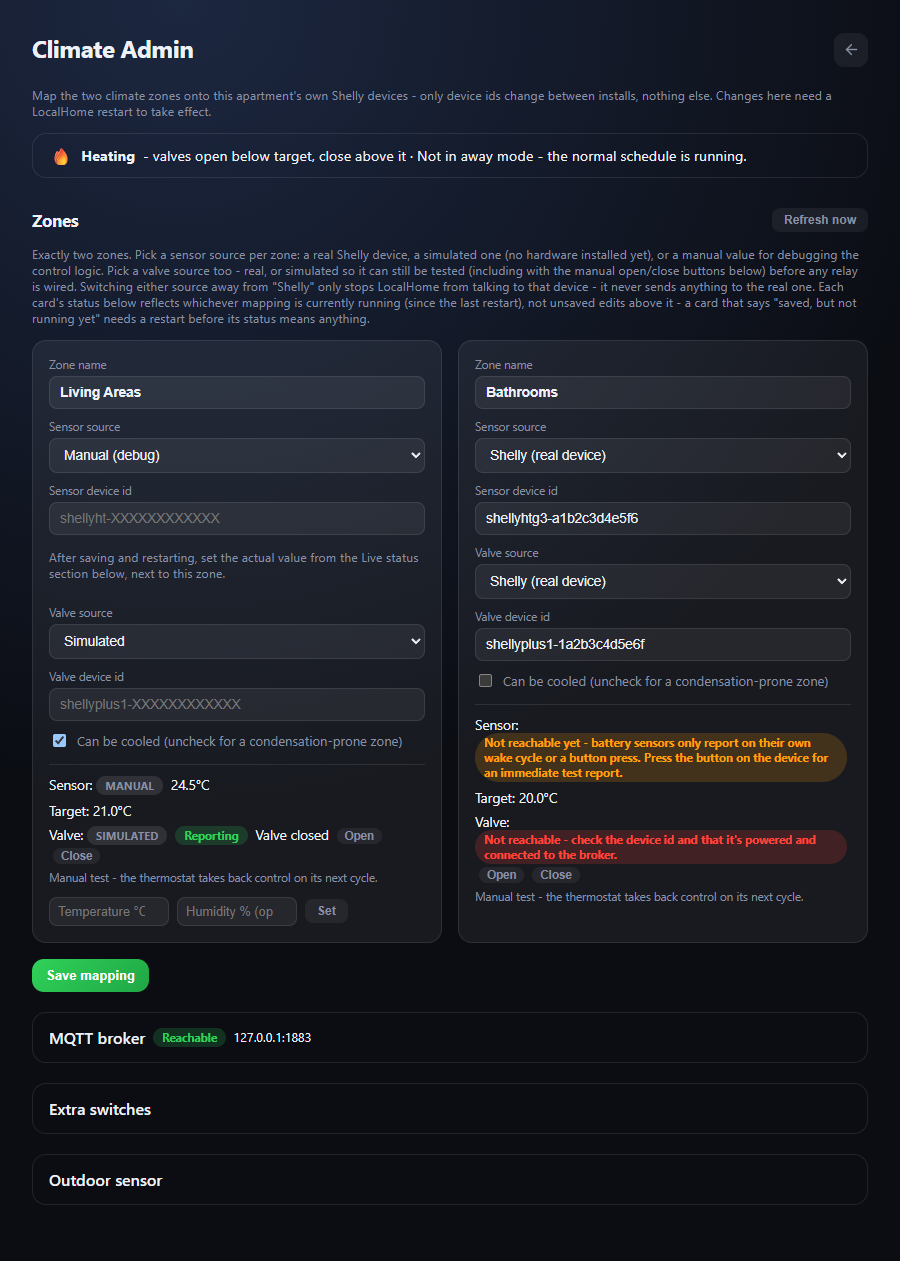 Climate Admin
Map the two climate zones onto this apartment's own Shelly devices - only device ids change between installs, nothing else. Changes here need a
LocalHome restart to take effect.
Heating - valves open below target, close above it · Not in away mode - the normal schedule is running.
Zones
Refresh now
Exactly two zones. Pick a sensor source per zone: a real Shelly device, a simulated one (no hardware installed yet), or a manual value for debugging the
control logic. Pick a valve source too - real, or simulated so it can still be tested (including with the manual open/close buttons below) before any relay
is wired. Switching either source away from "Shelly" only stops LocalHome from talking to that device - it never sends anything to the real one. Each
card's status below reflects whichever mapping is currently running (since the last restart), not unsaved edits above it - a card that says "saved, but not
running yet" needs a restart before its status means anything.
Zone name
Living Areas
Sensor source
Manual (debug)
Sensor device id
shellyht-XXXXXXXXXXXX
After saving and restarting, set the actual value from the Live status
section below, next to this zone.
Valve source
Simulated
Valve device id
shellyplus1-XXXXXXXXXXXX
Can be cooled (uncheck for a condensation-prone zone)
Sensor: MANUAL 24.5°C
Target: 21.0°C
Valve: SIMULATED Reporting Valve closed Open
Close
Manual test - the thermostat takes back control on its next cycle.
Temperature °C Humidity % (op Set
Zone name
Bathrooms
Sensor source
Shelly (real device)
Sensor device id
shellyhtg3-a1b2c3d4e5f6
Valve source
Shelly (real device)
Valve device id
shellyplus1-1a2b3c4d5e6f
Can be cooled (uncheck for a condensation-prone zone)
Sensor:
Not reachable yet - battery sensors only report on their own
wake cycle or a button press. Press the button on the device for
an immediate test report.
Target: 20.0°C
Valve:
Not reachable - check the device id and that it's powered and
connected to the broker.
Open Close
Manual test - the thermostat takes back control on its next cycle.
Save mapping
MQTT broker Reachable 127.0.0.1:1883
Extra switches
Outdoor sensor